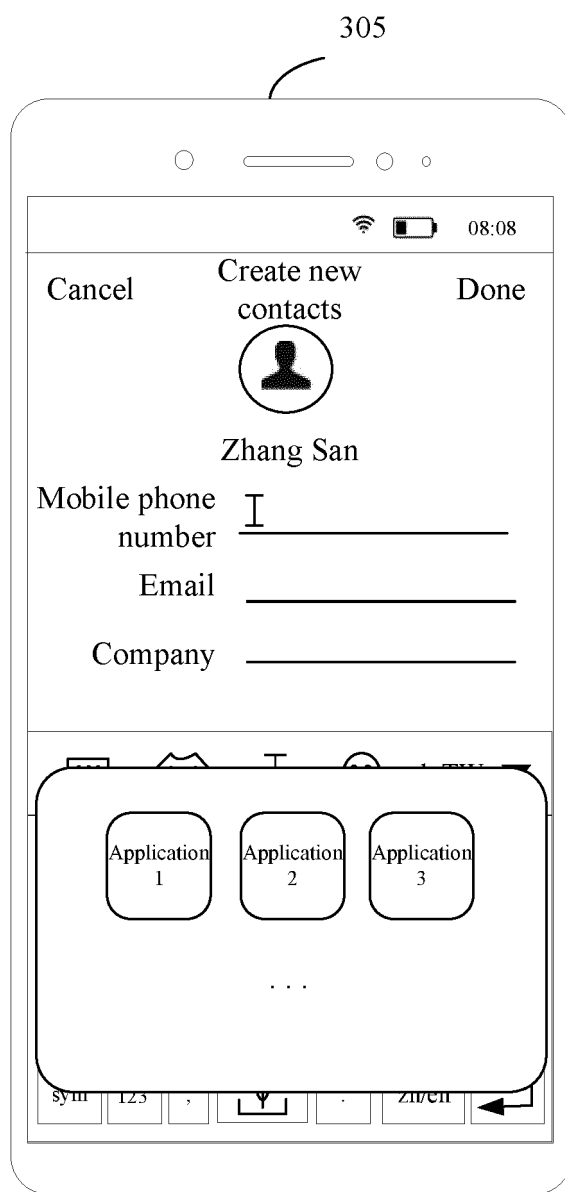 305
08:08
Cancel
Create new
contacts
Done
Zhang San
Mobile phone
number
Email
Company
Application
1
Application
2
Application
3
. . .
sym
123
,
.
zh/en